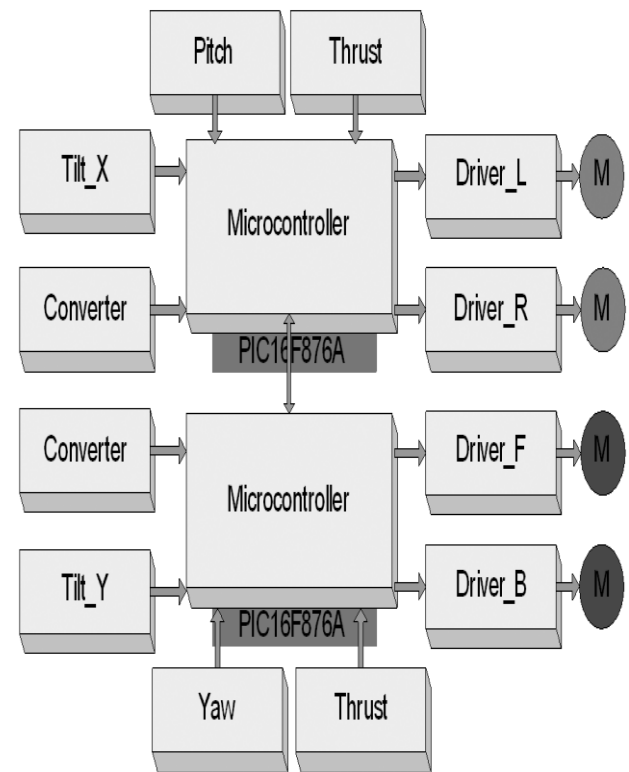 Pitch
Thrust
Tilt_X
Microcontroller
Driver_L
M
Converter
Driver_R
M
PIC16F876A
Converter
Microcontroller
Driver_F
M
Tilt_Y
Driver_B
M
PIC16F876A
Yaw
Thrust